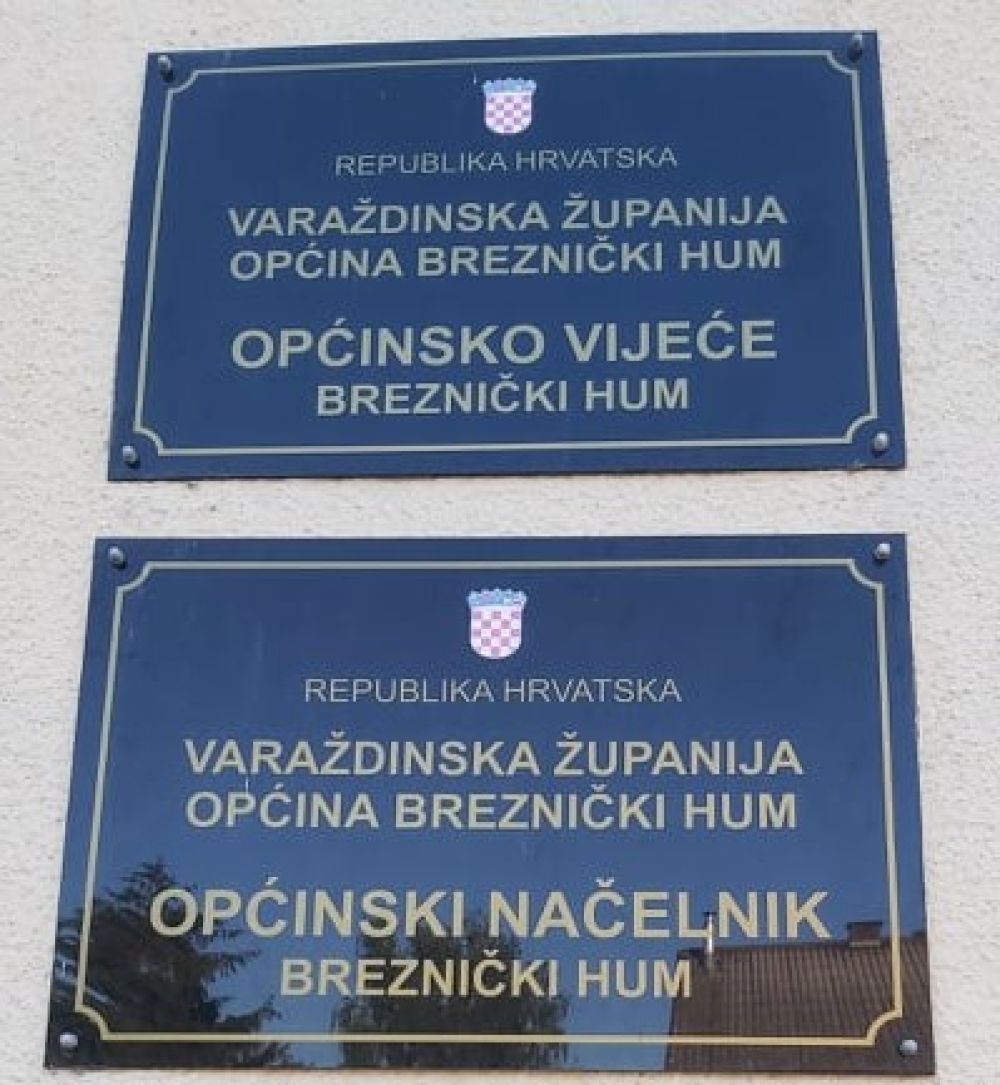 REPUBLIKA HRVATSKA
VARAŽDINSKA ŽUPANIJA
OPĆINA BREZNIČKI HUM
OPĆINSKO VIJEĆE
BREZNIČKI HUM
REPUBLIKA HRVATSKA
VARAŽDINSKA ŽUPANIJA
OPĆINA BREZNIČKI HUM
OPĆINSKI NAČELNIK
BREZNIČKI HUM